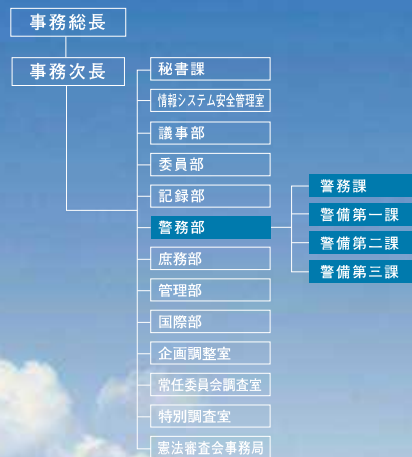 事務総長
事務次長
秘書課
情報システム安全管理室
議事部
委員部
記録部
警務部
庶務部
管理部
国際部
企画調整室
常任委員会調査室
特別調査室
憲法審査会事務局
警務課
警備第一課
警備第二課
警備第三課